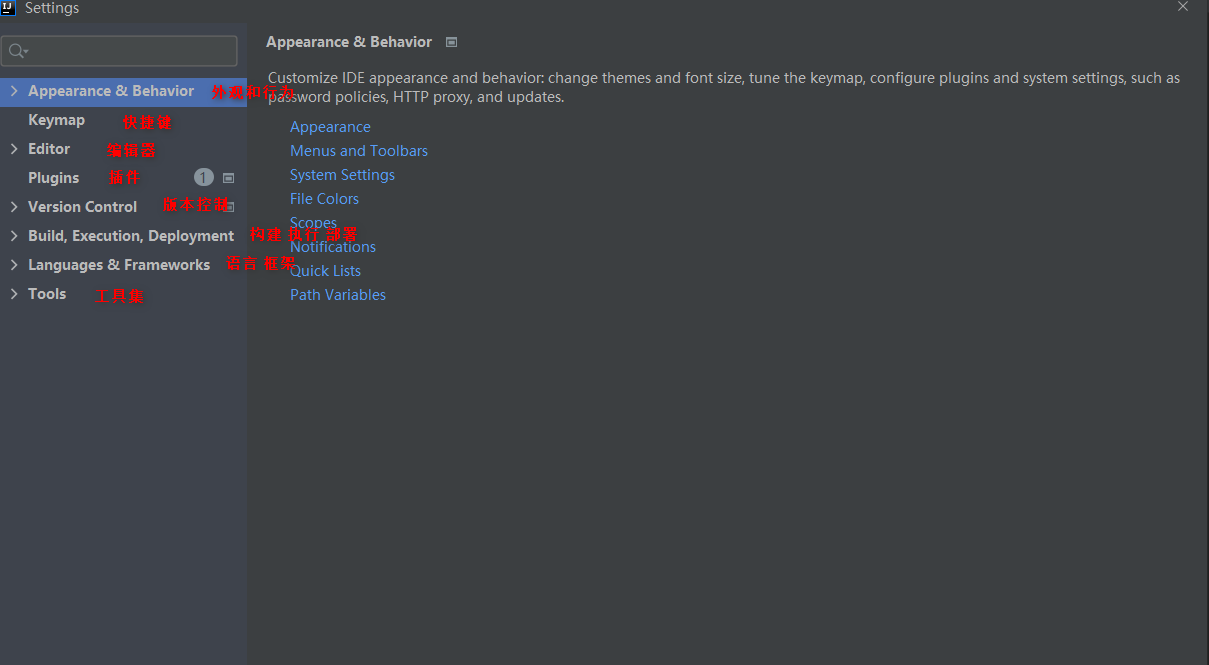 IJ
Settings
Appearance & Behavior 外观和行为
Keymap 快捷键
Editor 编辑器
Plugins 插件 1
Version Control 版本控制
Build, Execution, Deployment 构建 执行 部署
Languages & Frameworks 语言 框架
Tools 工具集
Appearance & Behavior
Customize IDE appearance and behavior: change themes and font size, tune the keymap, configure plugins and system settings, such as
password policies, HTTP proxy, and updates.
Appearance
Menus and Toolbars
System Settings
File Colors
Scopes
Notifications
Quick Lists
Path Variables